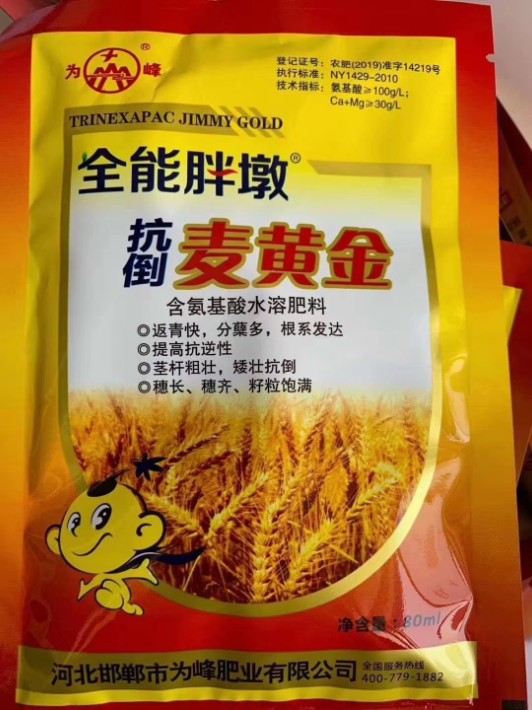 为 峰®
登记证号：农肥(2019)准字14219号
执行标准：NY1429-2010
技术指标：氨基酸≥100g/L；
Ca+Mg≥30g/L
TRINEXAPAC JIMMY GOLD
全能胖墩®
抗倒 麦黄金
含氨基酸水溶肥料
◎返青快，分蘖多，根系发达
◎提高抗逆性
◎茎杆粗壮，矮壮抗倒
◎穗长、穗齐、籽粒饱满
净含量：80ml
河北邯郸市为峰肥业有限公司
全国服务热线
400-779-1882